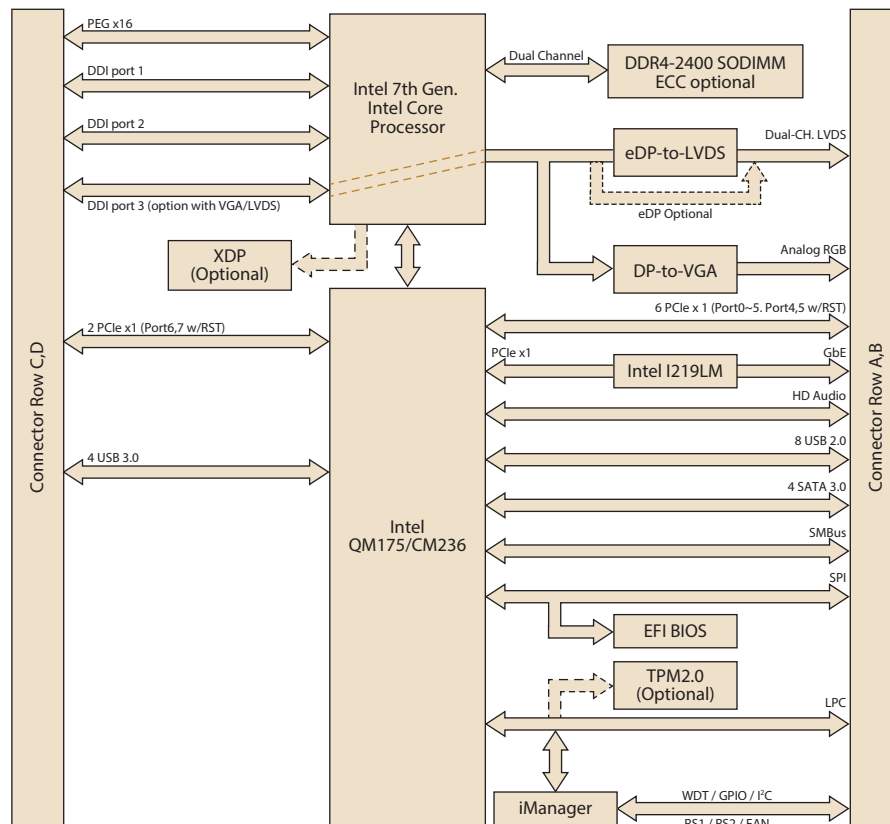 PEG x16
DDI port 1
DDI port 2
DDI port 3 (option with VGA/LVDS)
Intel 7th Gen.
Intel Core
Processor
Dual Channel
DDR4-2400 SODIMM
ECC optional
eDP-to-LVDS
Dual-CH. LVDS
eDP Optional
DP-to-VGA
Analog RGB
XDP
(Optional)
Connector Row C,D
Connector Row A,B
2 PCIe x1 (Port6,7 w/RST)
4 USB 3.0
Intel
QM175/CM236
6 PCIe x 1 (Port0~5. Port4,5 w/RST)
PCIe x1
Intel I219LM
GbE
HD Audio
8 USB 2.0
4 SATA 3.0
SMBus
SPI
EFI BIOS
TPM2.0
(Optional)
LPC
iManager
WDT / GPIO / I²C
RS1 / RS2 / FAN